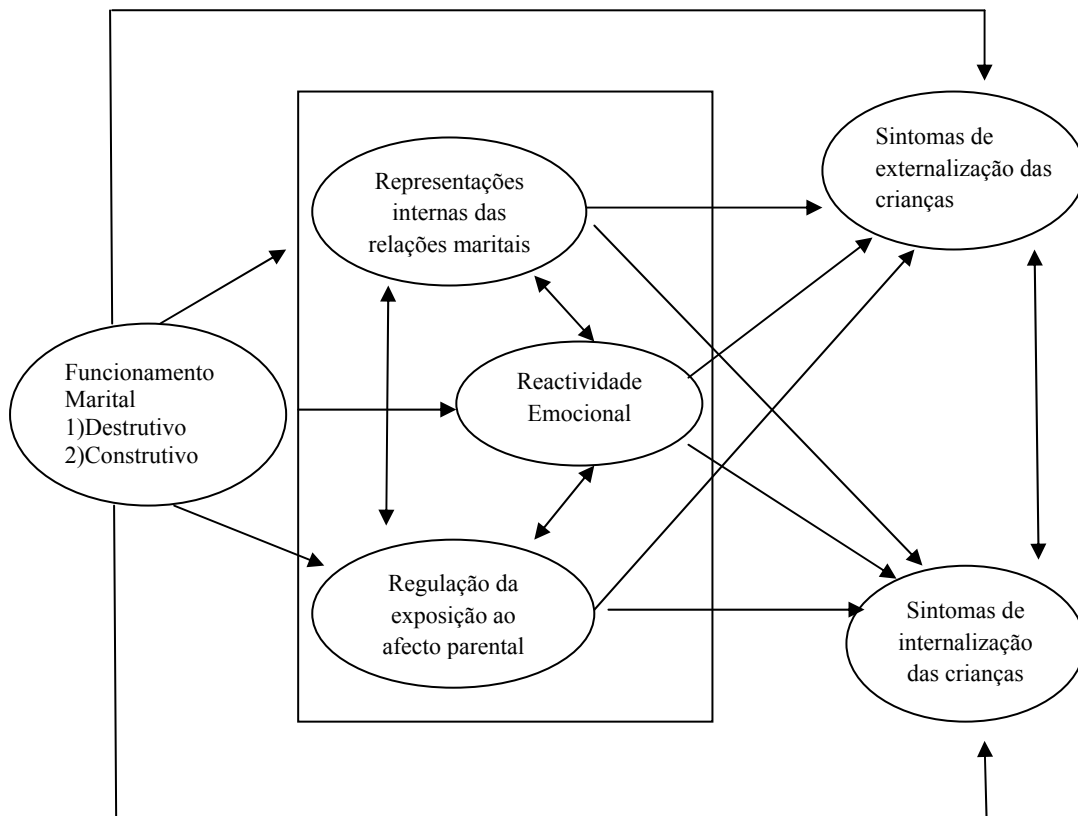 Funcionamento
Marital
1)Destrutivo
2)Construtivo
Representações
internas das
relações maritais
Reactividade
Emocional
Regulação da
exposição ao
afecto parental
Sintomas de
externalização das
crianças
Sintomas de
internalização
das crianças